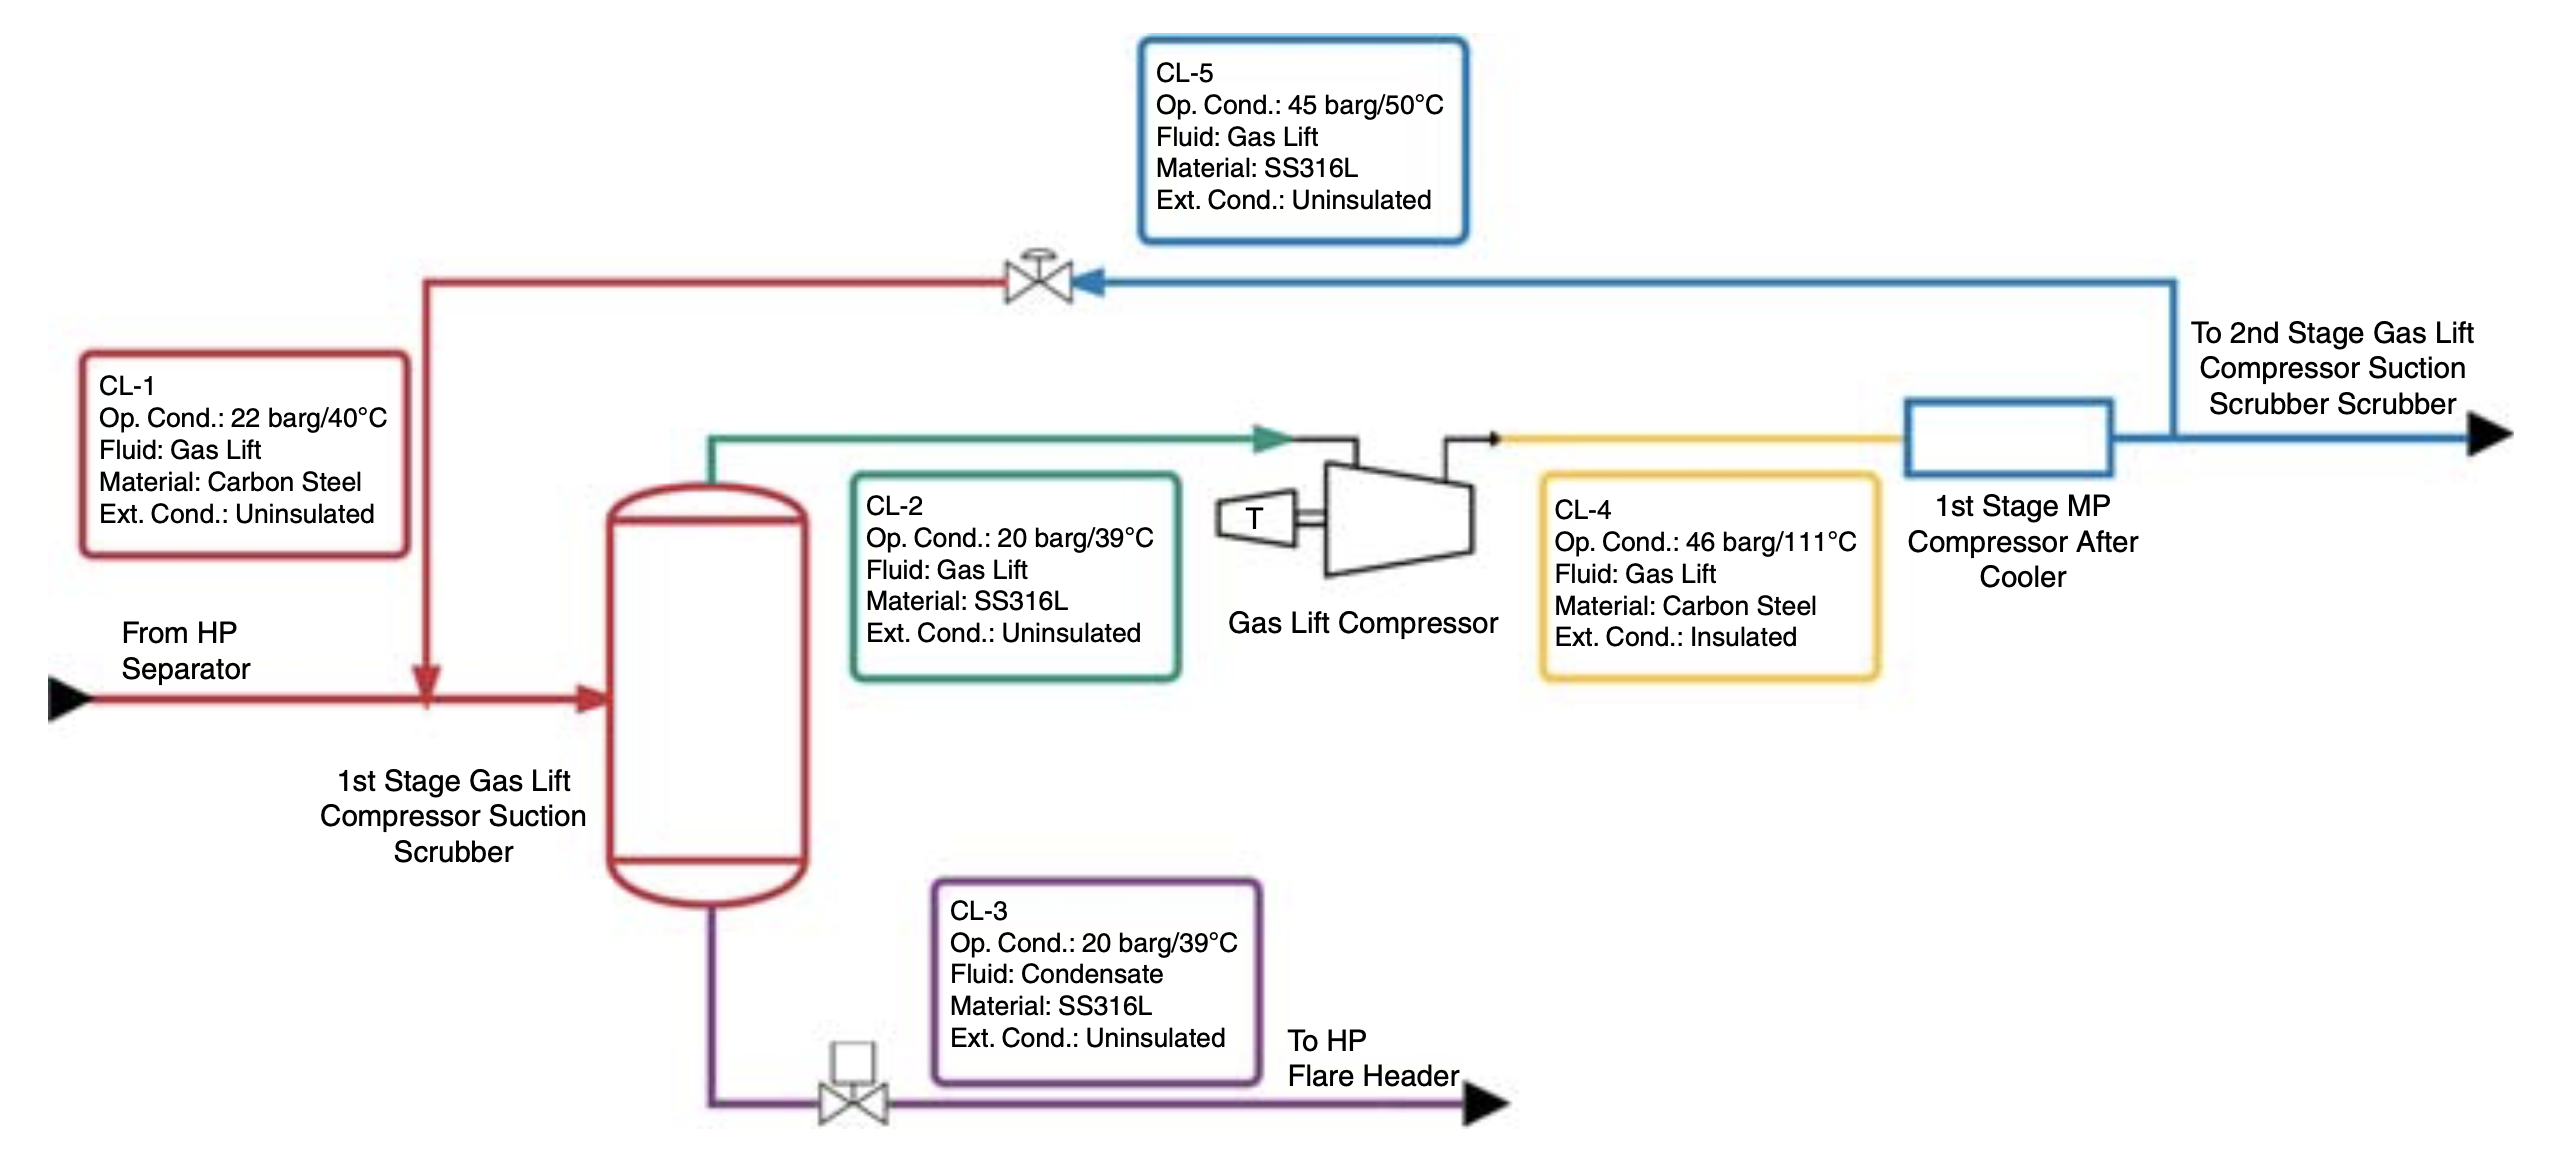 CL-5
Op. Cond.: 45 barg/50°C
Fluid: Gas Lift
Material: SS316L
Ext. Cond.: Uninsulated
CL-1
Op. Cond.: 22 barg/40°C
Fluid: Gas Lift
Material: Carbon Steel
Ext. Cond.: Uninsulated
To 2nd Stage Gas Lift
Compressor Suction
Scrubber Scrubber
CL-2
Op. Cond.: 20 barg/39°C
Fluid: Gas Lift
Material: SS316L
Ext. Cond.: Uninsulated
T
Gas Lift Compressor
CL-4
Op. Cond.: 46 barg/111°C
Fluid: Gas Lift
Material: Carbon Steel
Ext. Cond.: Insulated
1st Stage MP
Compressor After
Cooler
From HP
Separator
1st Stage Gas Lift
Compressor Suction
Scrubber
CL-3
Op. Cond.: 20 barg/39°C
Fluid: Condensate
Material: SS316L
Ext. Cond.: Uninsulated
To HP
Flare Header